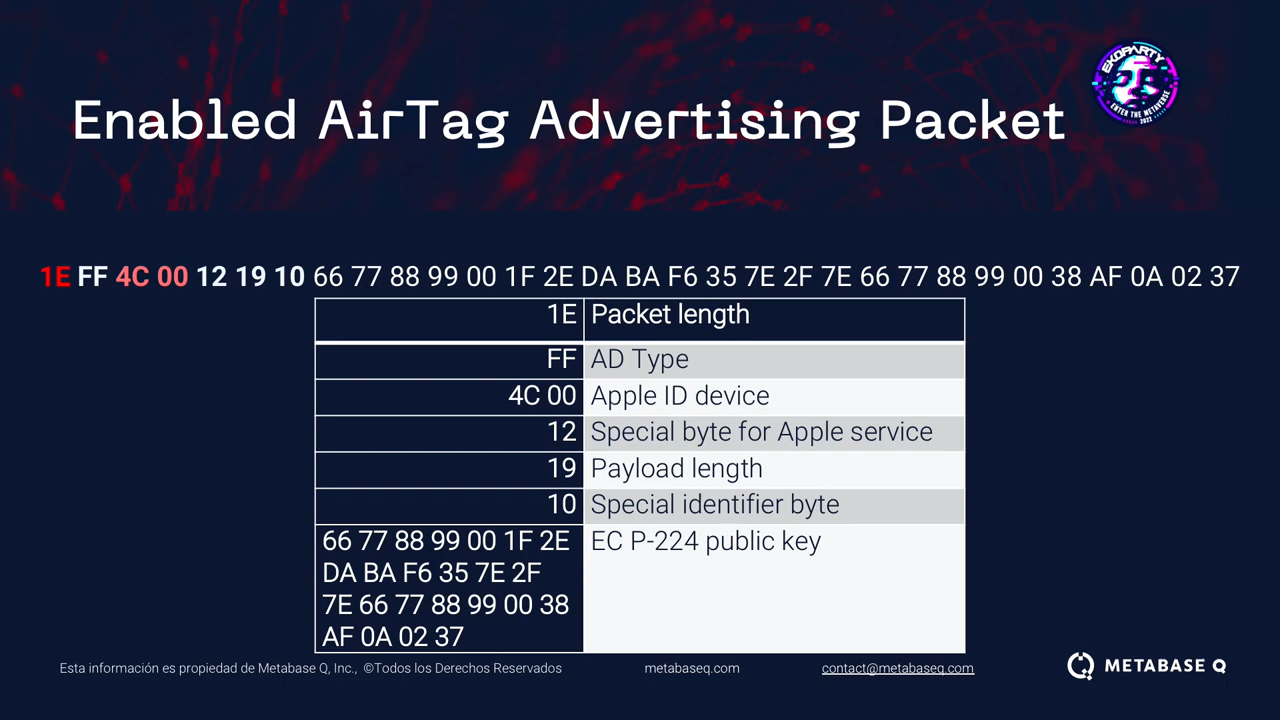 EKOPARTY
ENTER THE METAVERSE
2022
Enabled AirTag Advertising Packet
1E FF 4C 00 12 19 10 66 77 88 99 00 1F 2E DA BA F6 35 7E 2F 7E 66 77 88 99 00 38 AF 0A 02 37
1E Packet length
FF AD Type
4C 00 Apple ID device
12 Special byte for Apple service
19 Payload length
10 Special identifier byte
66 77 88 99 00 1F 2E EC P-224 public key
DA BA F6 35 7E 2F
7E 66 77 88 99 00 38
AF 0A 02 37
Esta información es propiedad de Metabase Q, Inc., ©Todos los Derechos Reservados metabaseq.com contact@metabaseq.com METABASE Q